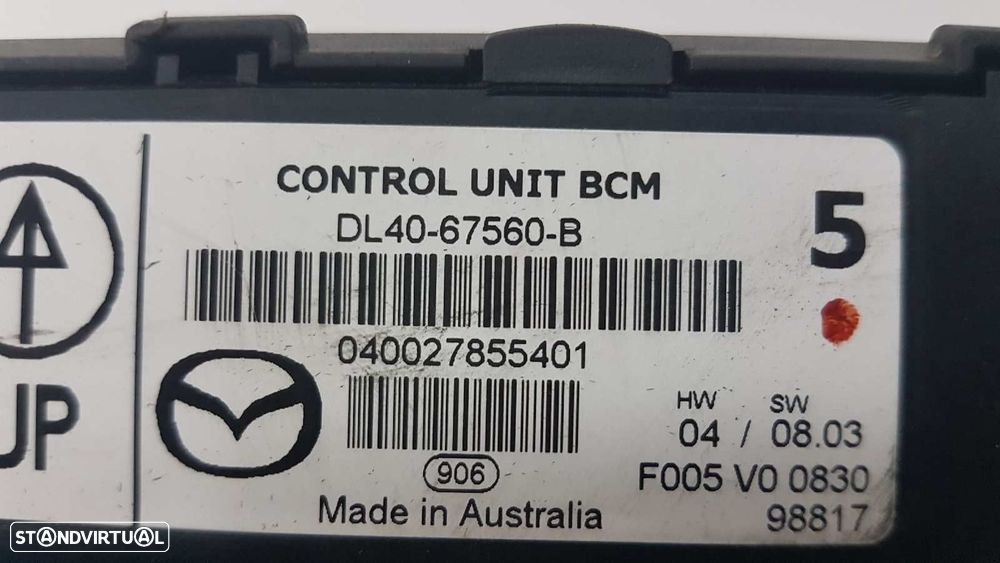 CONTROL UNIT BCM
DL40-67560-B
5
040027855401
HW SW
04 / 08.03
906
F005 V0 0830
Made in Australia
98817
UP
STANDVIRTUAL